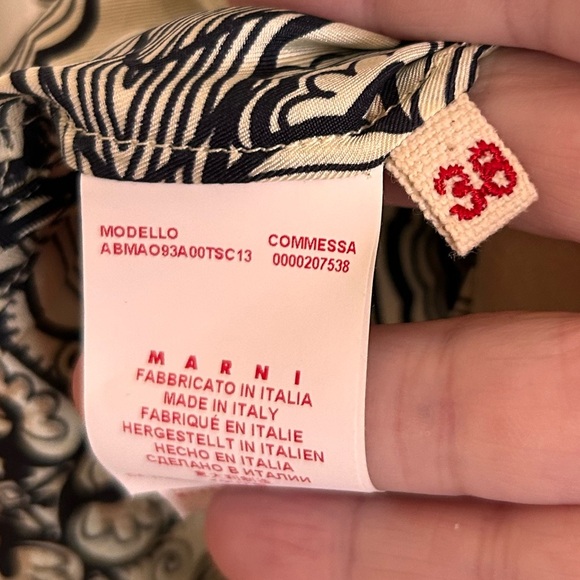 38
MODELLO
ABMAO93A00TSC13
COMMESSA
0000207538
MARNI
FABBRICATO IN ITALIA
MADE IN ITALY
FABRIQUÉ EN ITALIE
HERGESTELLT IN ITALIEN
HECHO EN ITALIA
СДЕЛАНО В ИТАЛИИ